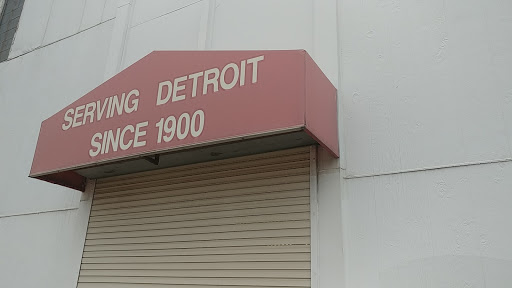 SERVING DETROIT
SINCE 1900